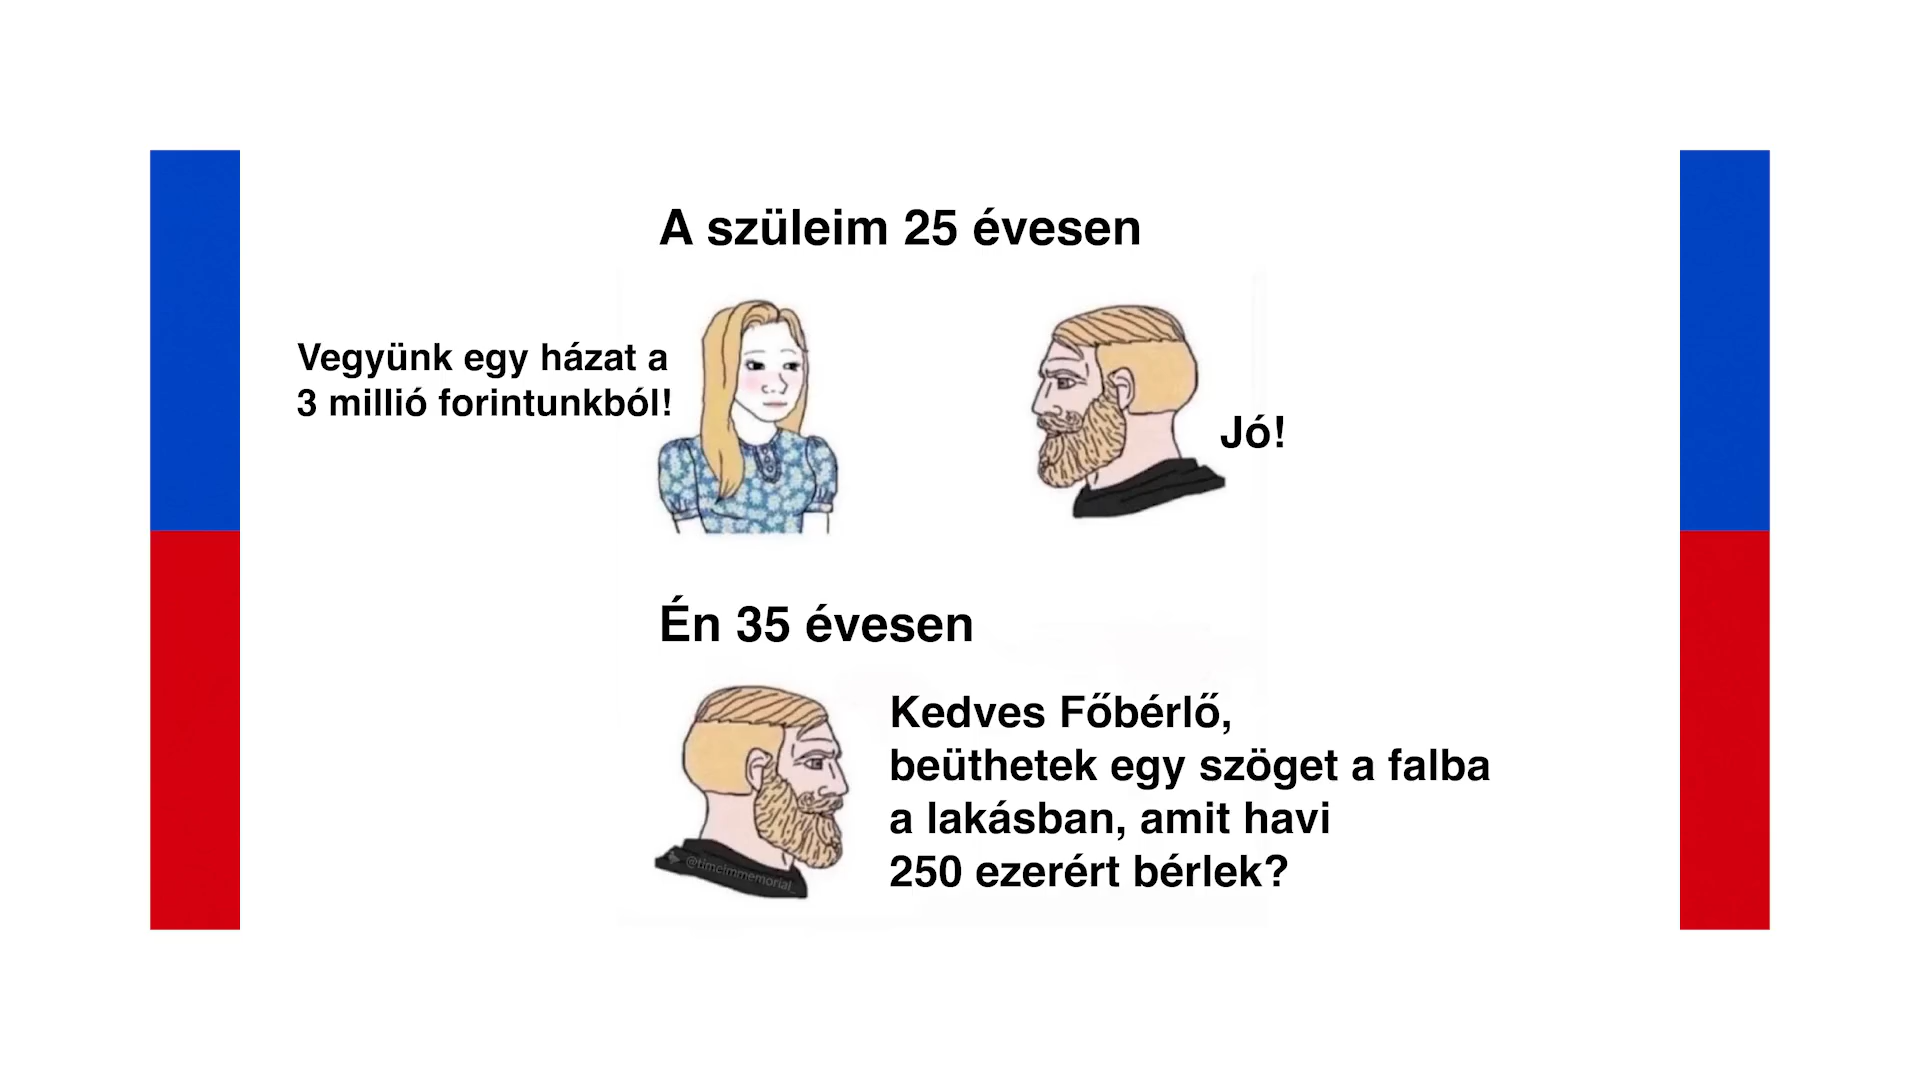 A szüleim 25 évesen
Vegyünk egy házat a
3 millió forintunkból!
Jó!
Én 35 évesen
Kedves Főbérlő,
beüthetek egy szöget a falba
a lakásban, amit havi
250 ezerért bérlek?
@timeimmemorial_